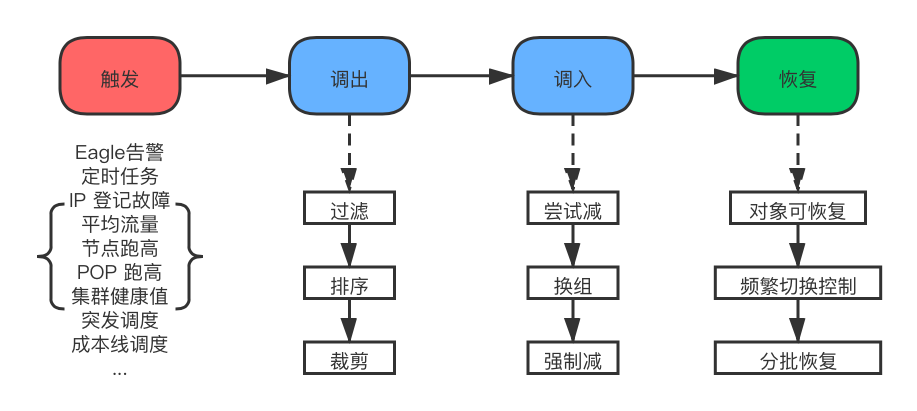 触发
调出
调入
恢复
Eagle告警
定时任务
IP 登记故障
平均流量
节点跑高
POP 跑高
集群健康值
突发调度
成本线调度
...
过滤
排序
裁剪
尝试减
换组
强制减
对象可恢复
频繁切换控制
分批恢复